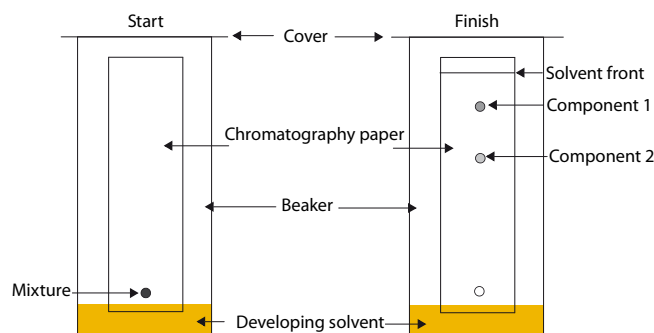 Start
Finish
Cover
Solvent front
Component 1
Chromatography paper
Component 2
Beaker
Mixture
Developing solvent